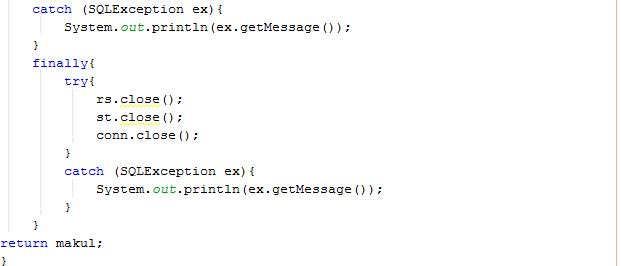 catch (SQLException ex){
System.out.println(ex.getMessage());
}
finally{
try{
rs.close();
st.close();
conn.close();
}
catch (SQLException ex){
System.out.println(ex.getMessage());
}
}
return makul;
}